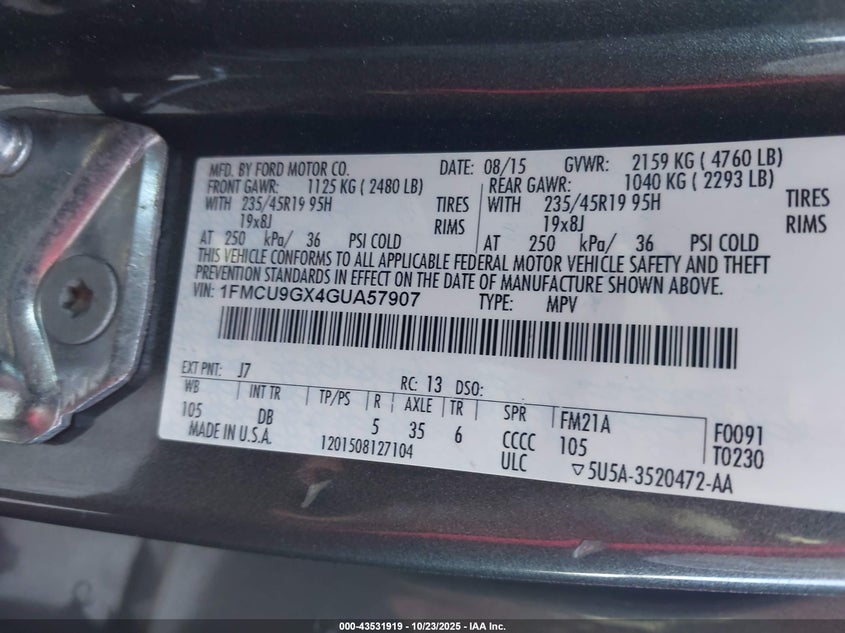 MFD. BY FORD MOTOR CO. DATE: 08/15 GVWR: 2159 KG ( 4760 LB)
FRONT GAWR: 1125 KG ( 2480 LB) REAR GAWR: 1040 KG ( 2293 LB)
WITH 235/45R19 95H TIRES WITH 235/45R19 95H TIRES
19x8J RIMS 19x8J RIMS
AT 250 kPa/ 36 PSI COLD AT 250 kPa/ 36 PSI COLD
THIS VEHICLE CONFORMS TO ALL APPLICABLE FEDERAL MOTOR VEHICLE SAFETY AND THEFT
PREVENTION STANDARDS IN EFFECT ON THE DATE OF MANUFACTURE SHOWN ABOVE.
VIN: 1FMCU9GX4GUA57907 TYPE: MPV
EXT PNT: J7 RC: 13 DSO:
WB INT TR TP/PS R AXLE TR SPR FM21A F0091
105 DB 5 35 6 CCCC 105 T0230
MADE IN U.S.A. 1201508127104 ULC ▽5U5A-3520472-AA
000-43531919 | 10/23/2025 - IAA Inc.